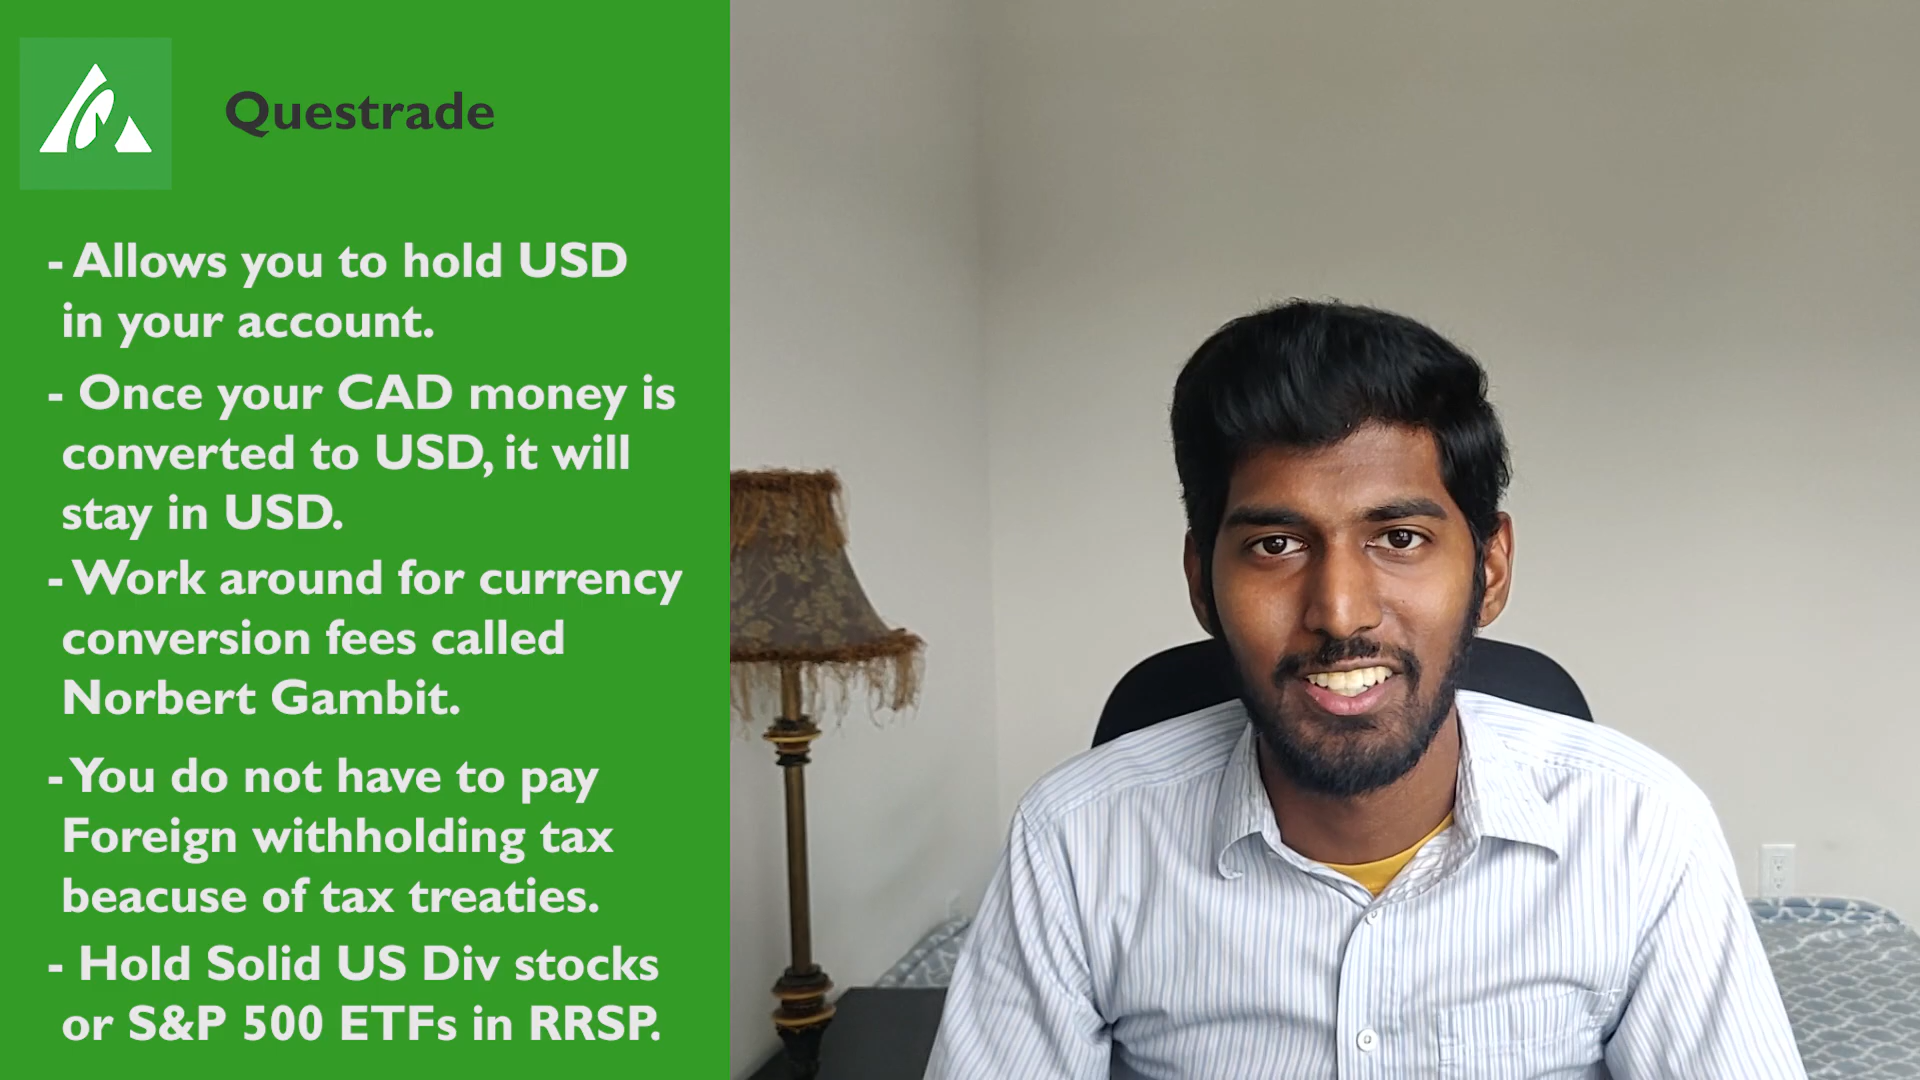 Questrade
- Allows you to hold USD
in your account.
- Once your CAD money is
converted to USD, it will
stay in USD.
- Work around for currency
conversion fees called
Norbert Gambit.
- You do not have to pay
Foreign withholding tax
beacuse of tax treaties.
- Hold Solid US Div stocks
or S&P 500 ETFs in RRSP.